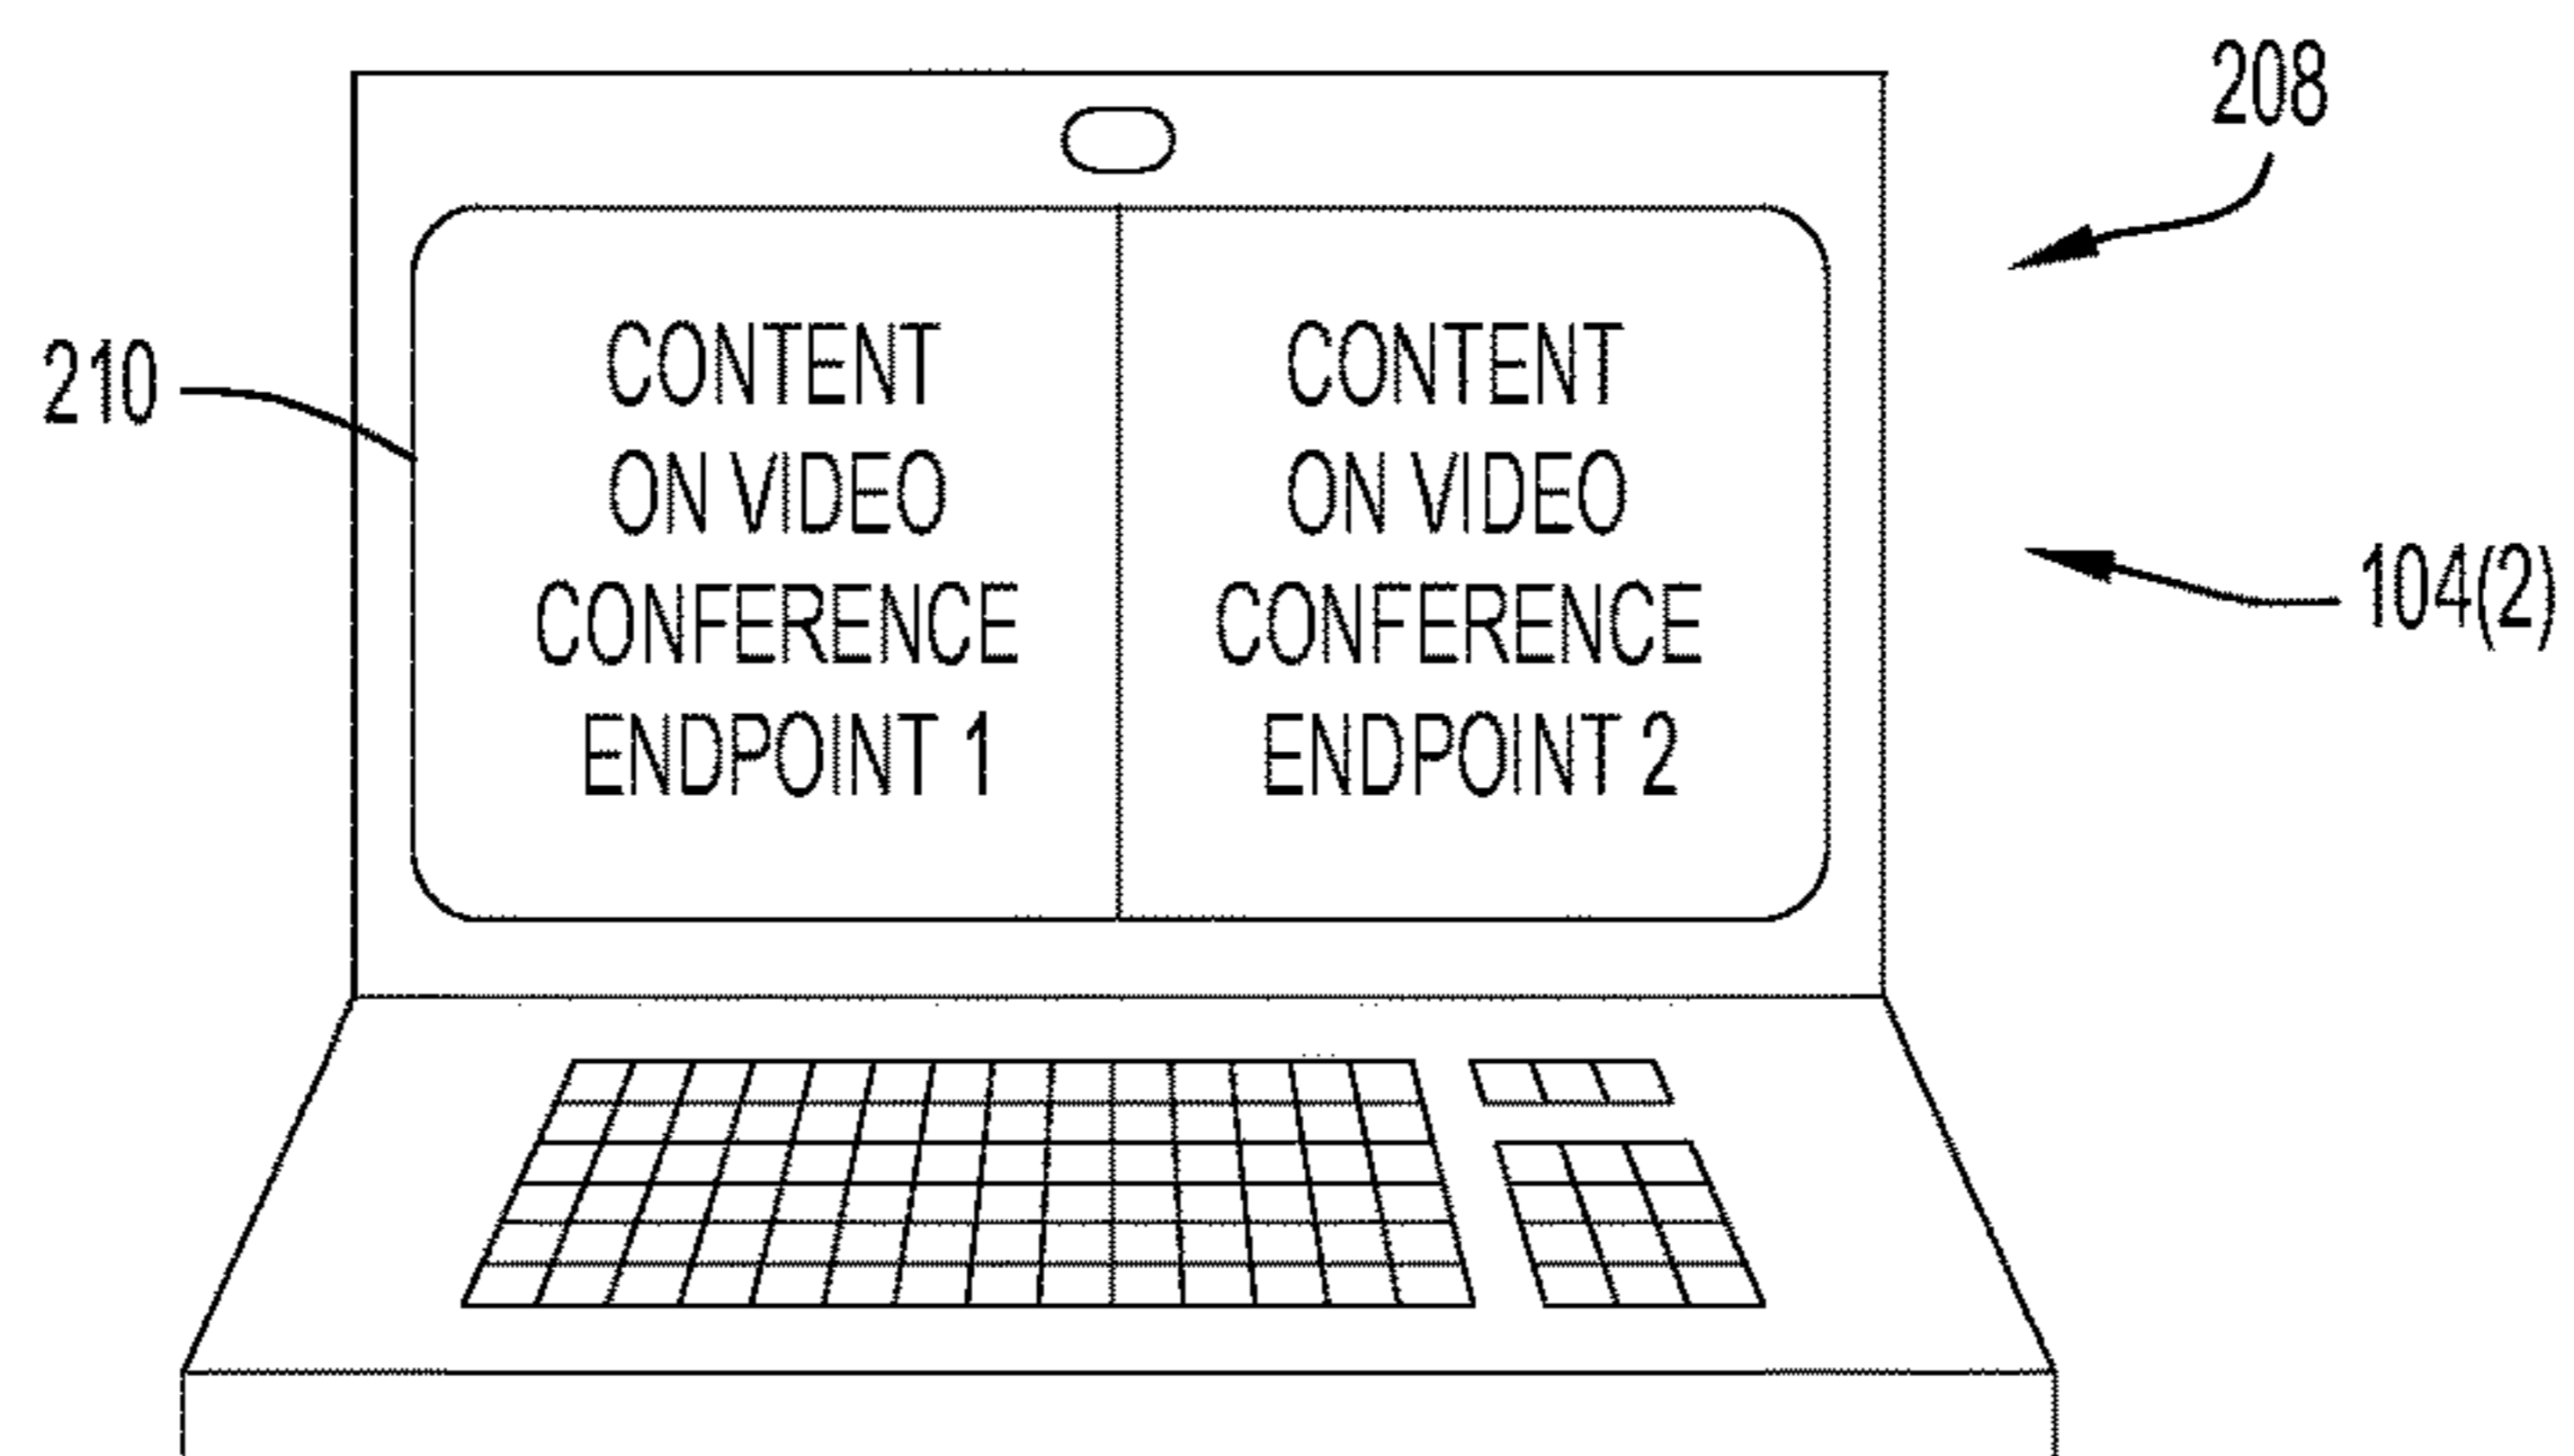 208
210
104(2)
CONTENT
ON VIDEO
CONFERENCE
ENDPOINT 1
CONTENT
ON VIDEO
CONFERENCE
ENDPOINT 2